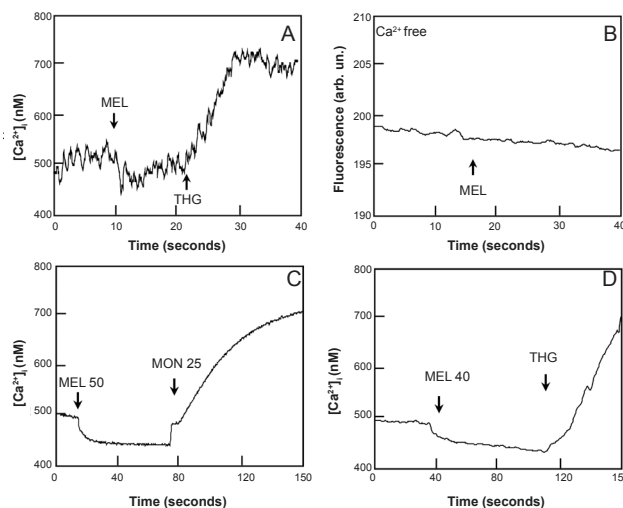 A
800
700
600
500
400
[Ca²⁺]ᵢ (nM)
MEL
THG
0 10 20 30 40
Time (seconds)
B
Ca²⁺ free
210
205
200
195
190
Fluorescence (arb. un.)
MEL
0 10 20 30 40
Time (seconds)
C
800
700
600
500
400
[Ca²⁺]ᵢ (nM)
MEL 50
MON 25
0 40 80 120 150
Time (seconds)
D
800
700
600
500
400
[Ca²⁺]ᵢ (nM)
MEL 40
THG
0 40 80 120 150
Time (seconds)